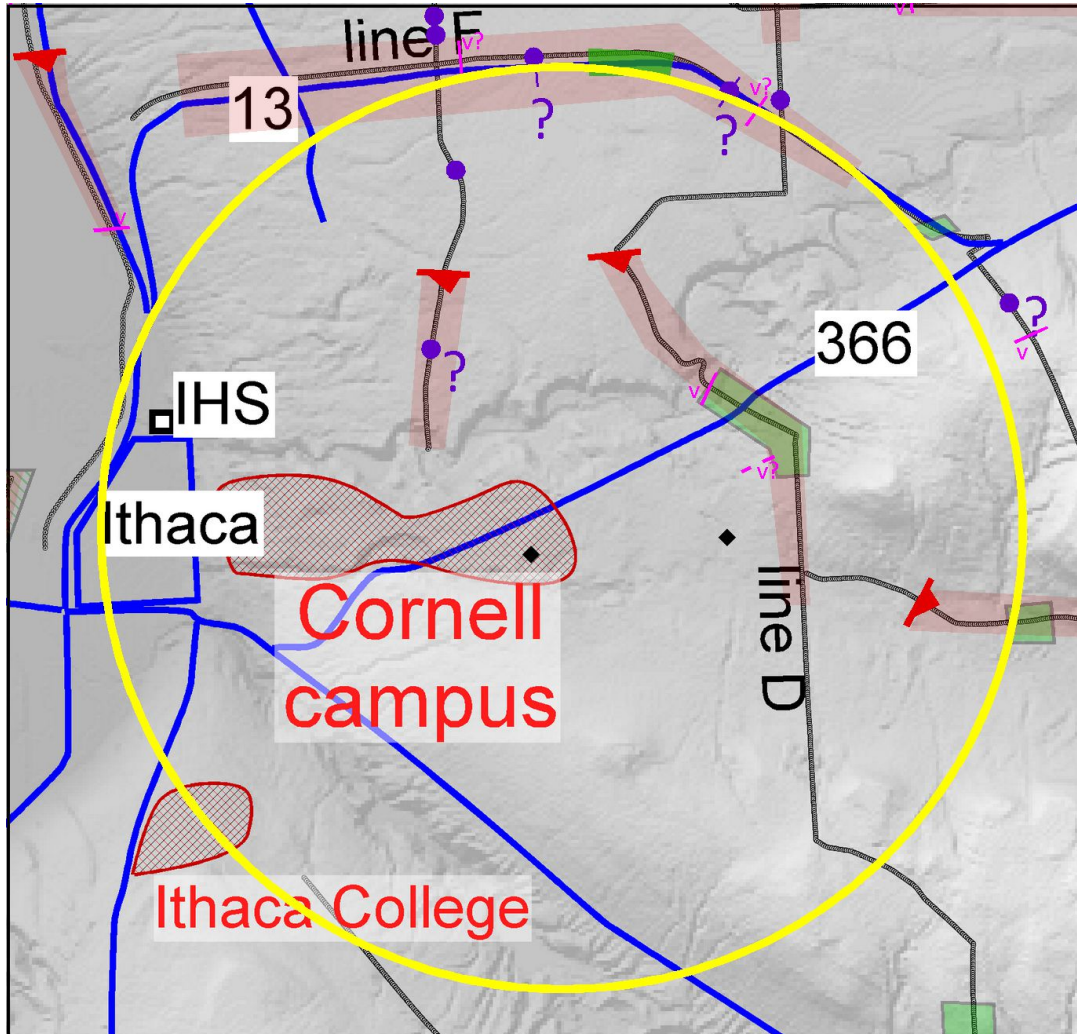 line F
v?
13
?
v?
?
v
366
IHS
?
v
?
v
Ithaca
v?
Cornell
campus
line D
Ithaca College